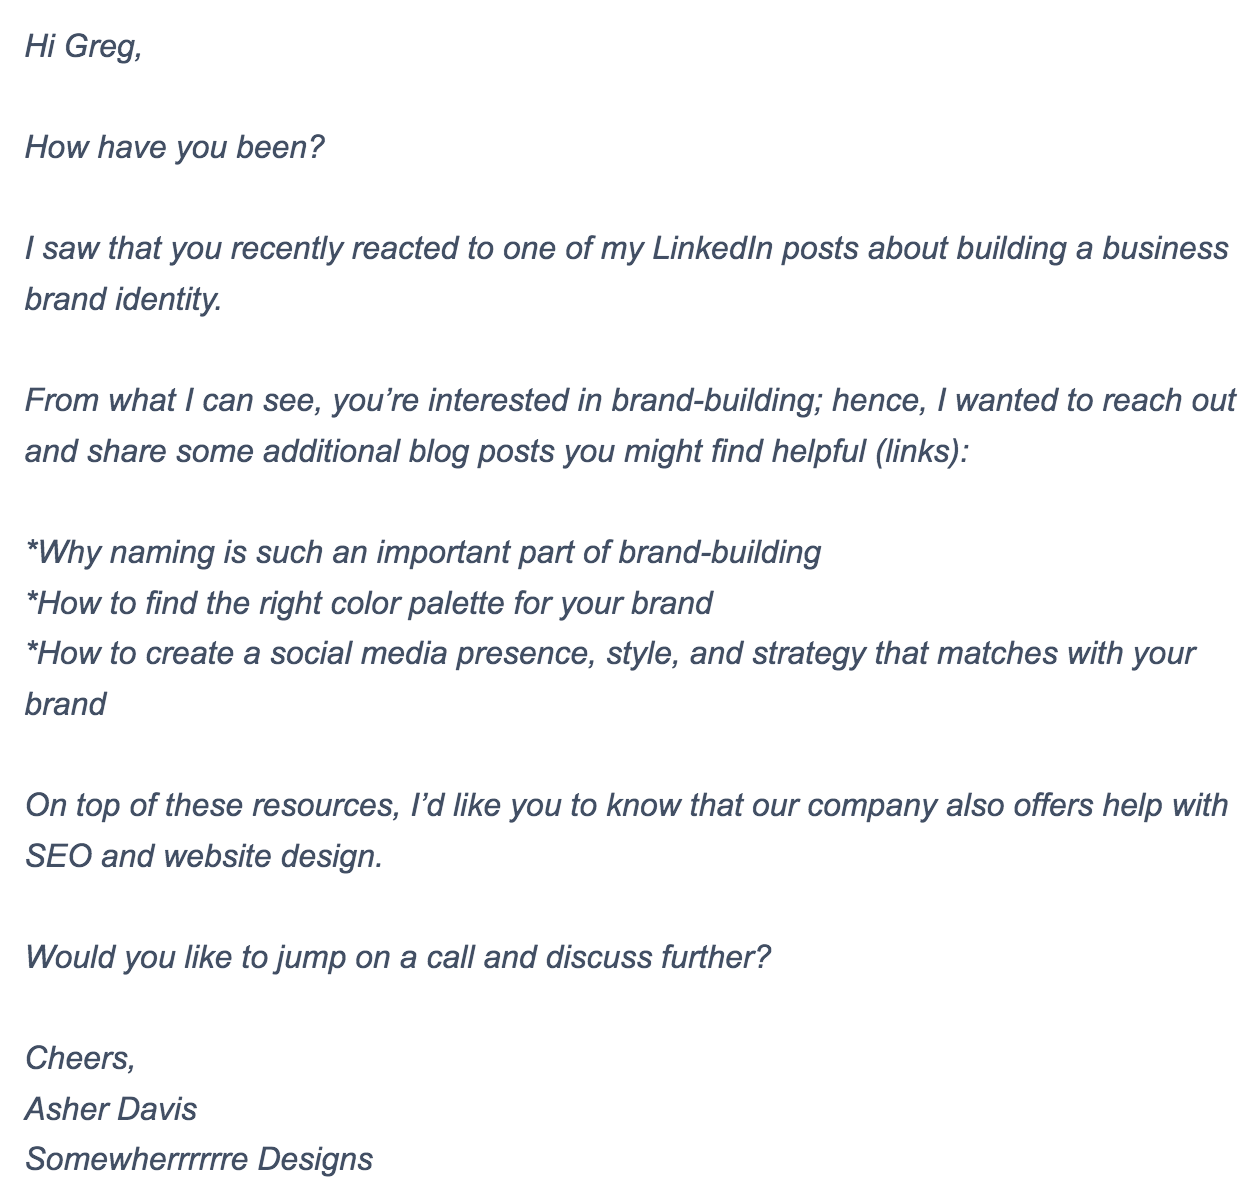 Hi Greg,
How have you been?
I saw that you recently reacted to one of my LinkedIn posts about building a business
brand identity.
From what I can see, you’re interested in brand-building; hence, I wanted to reach out
and share some additional blog posts you might find helpful (links):
*Why naming is such an important part of brand-building
*How to find the right color palette for your brand
*How to create a social media presence, style, and strategy that matches with your
brand
On top of these resources, I’d like you to know that our company also offers help with
SEO and website design.
Would you like to jump on a call and discuss further?
Cheers,
Asher Davis
Somewherrrrrre Designs